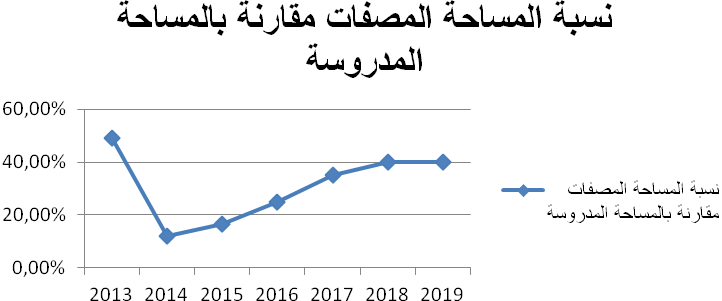 نسبة المساحة المصفات مقارنة بالمساحة
المدروسة
60,00%
40,00%
20,00%
0,00%
2013 2014 2015 2016 2017 2018 2019
نسبة المساحة المصفات
مقارنة بالمساحة المدروسة